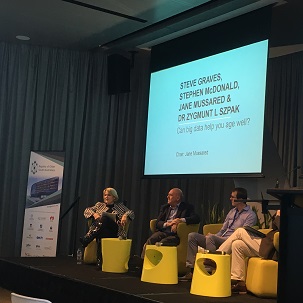 STEVE GRAVES,
STEPHEN McDONALD,
JANE MUSSARED &
DR ZYGMUNT L SZPAK
Can big data help you age well?
Chair: Jane Mussared